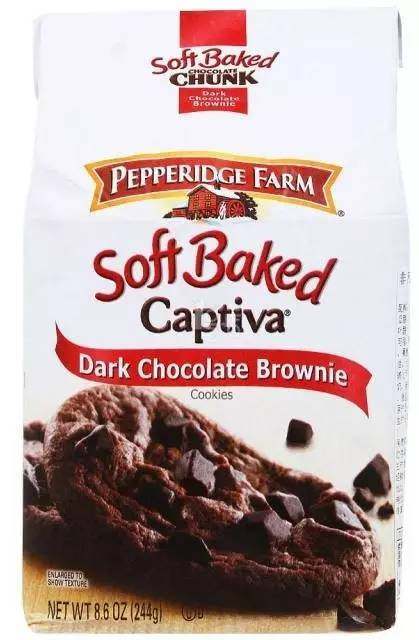 Soft Baked
CHOCOLATE
CHUNK
Dark
Chocolate
Brownie
PEPPERIDGE FARM
®
Soft Baked
Captiva®
Dark Chocolate Brownie
Cookies
ENLARGED TO
SHOW TEXTURE
NET WT 8.6 OZ (244g)
U D